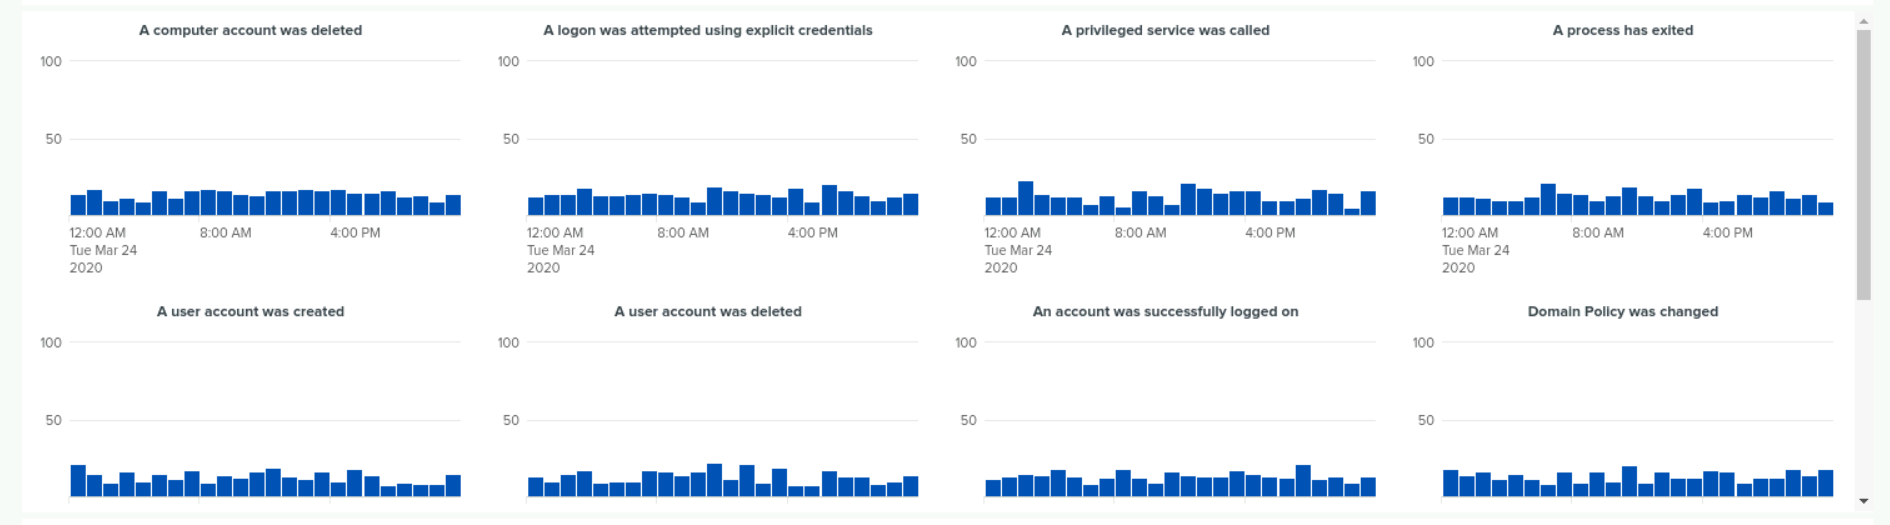 A computer account was deleted
100
50
12:00 AM
8:00 AM
4:00 PM
Tue Mar 24
2020
A logon was attempted using explicit credentials
100
50
12:00 AM
8:00 AM
4:00 PM
Tue Mar 24
2020
A privileged service was called
100
50
12:00 AM
8:00 AM
4:00 PM
Tue Mar 24
2020
A process has exited
100
50
12:00 AM
8:00 AM
4:00 PM
Tue Mar 24
2020
A user account was created
100
50
A user account was deleted
100
50
An account was successfully logged on
100
50
Domain Policy was changed
100
50